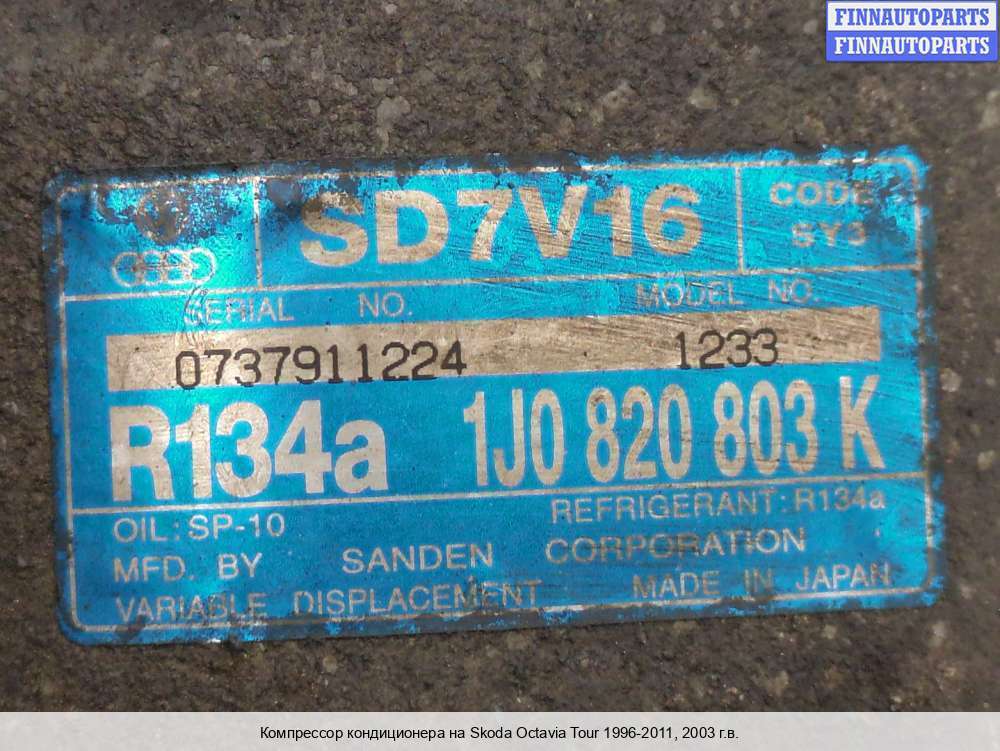 FINNAUTOPARTS
FINNAUTOPARTS
SD7V16
CODE
SY3
SERIAL NO.
MODEL NO.
0737911224
1233
R134a
1J0 820 803 K
OIL: SP-10
REFRIGERANT: R134a
MFD. BY SANDEN CORPORATION
VARIABLE DISPLACEMENT
MADE IN JAPAN
Компрессор кондиционера на Skoda Octavia Tour 1996-2011, 2003 г.в.